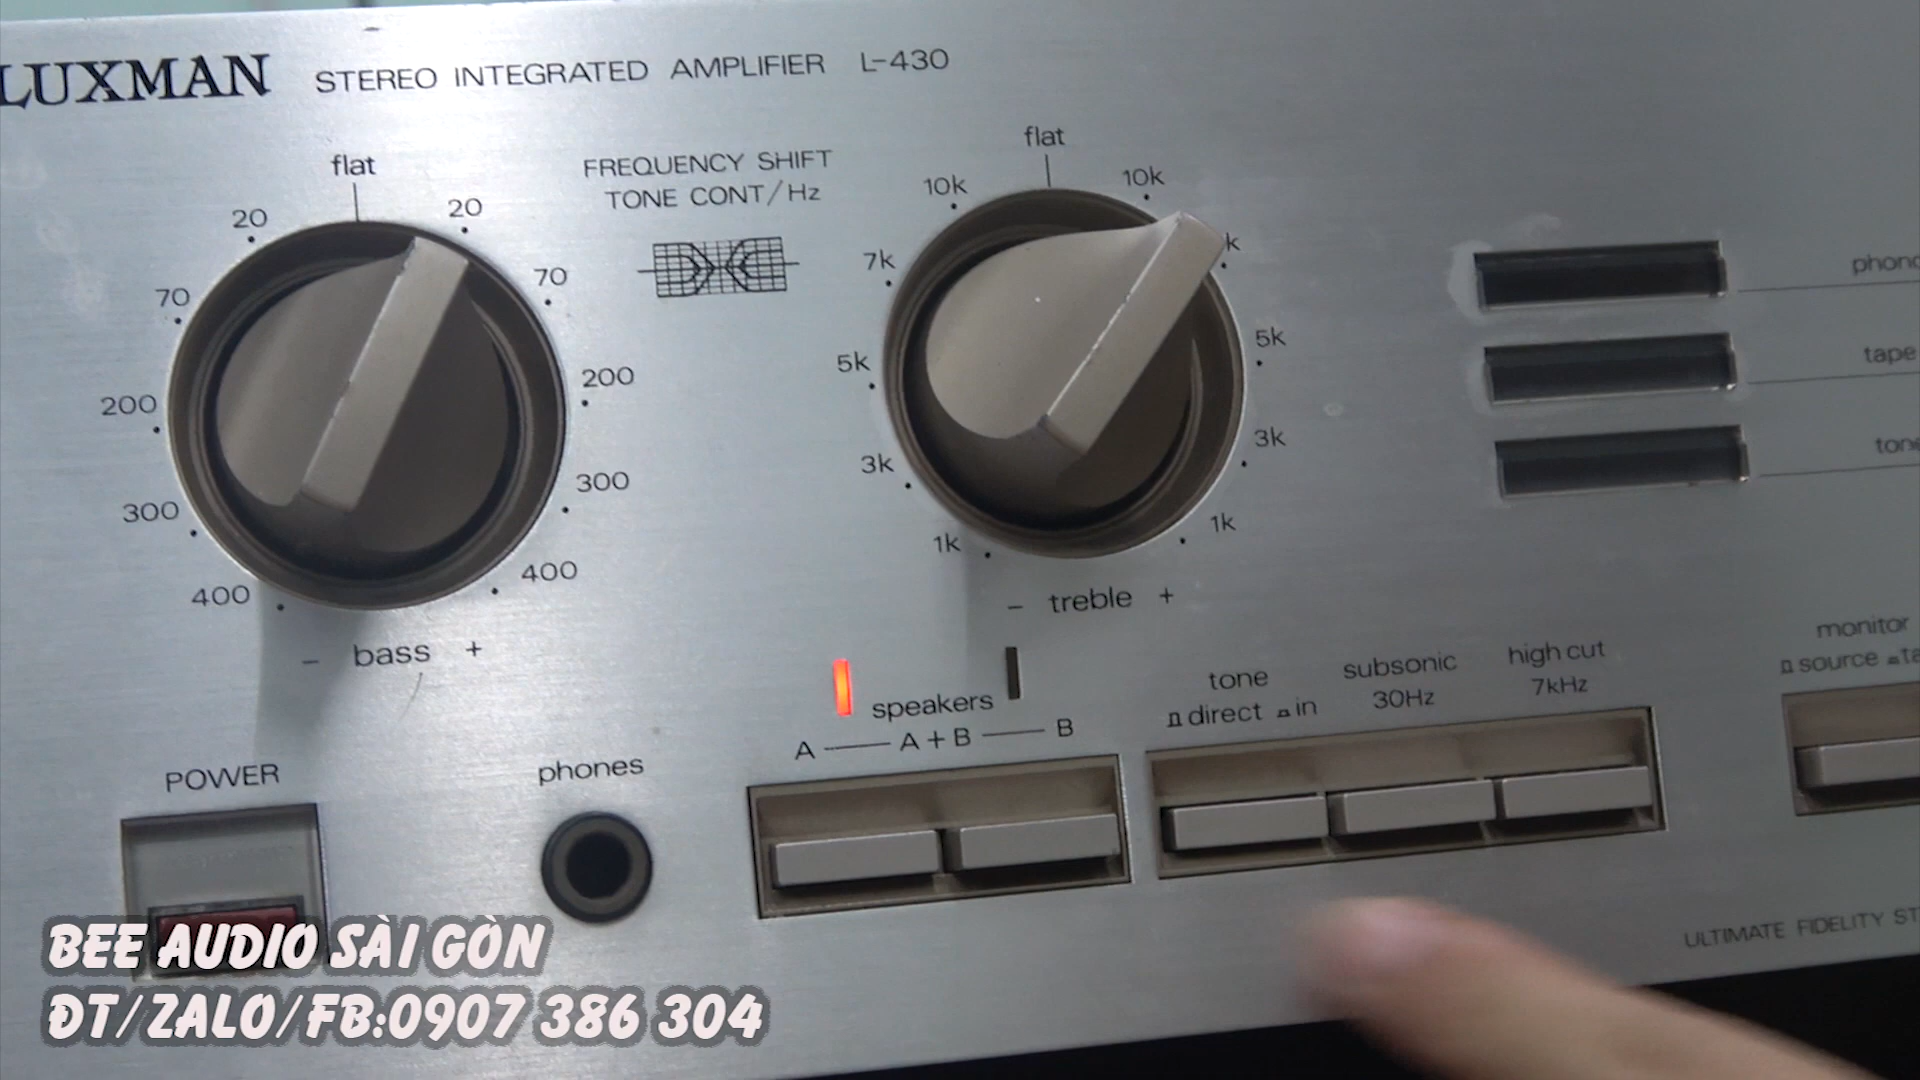 LUXMAN STEREO INTEGRATED AMPLIFIER L-430
flat
20 20
70 70
200 200
300 300
400 400
– bass +
FREQUENCY SHIFT
TONE CONT/Hz
flat
10k 10k
7k k
5k 5k
3k 3k
1k 1k
– treble +
phono
tape
tone
POWER
phones
speakers
A A+B B
tone
direct in
subsonic
30Hz
high cut
7kHz
monitor
source
ULTIMATE FIDELITY
BEE AUDIO SÀI GÒN
ĐT/ZALO/FB:0907 386 304